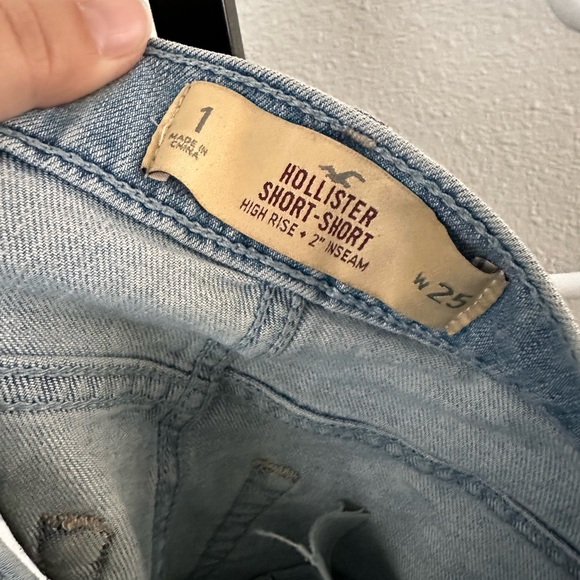 1
MADE IN
CHINA
HOLLISTER
SHORT-SHORT
HIGH RISE • 2" INSEAM
W 25